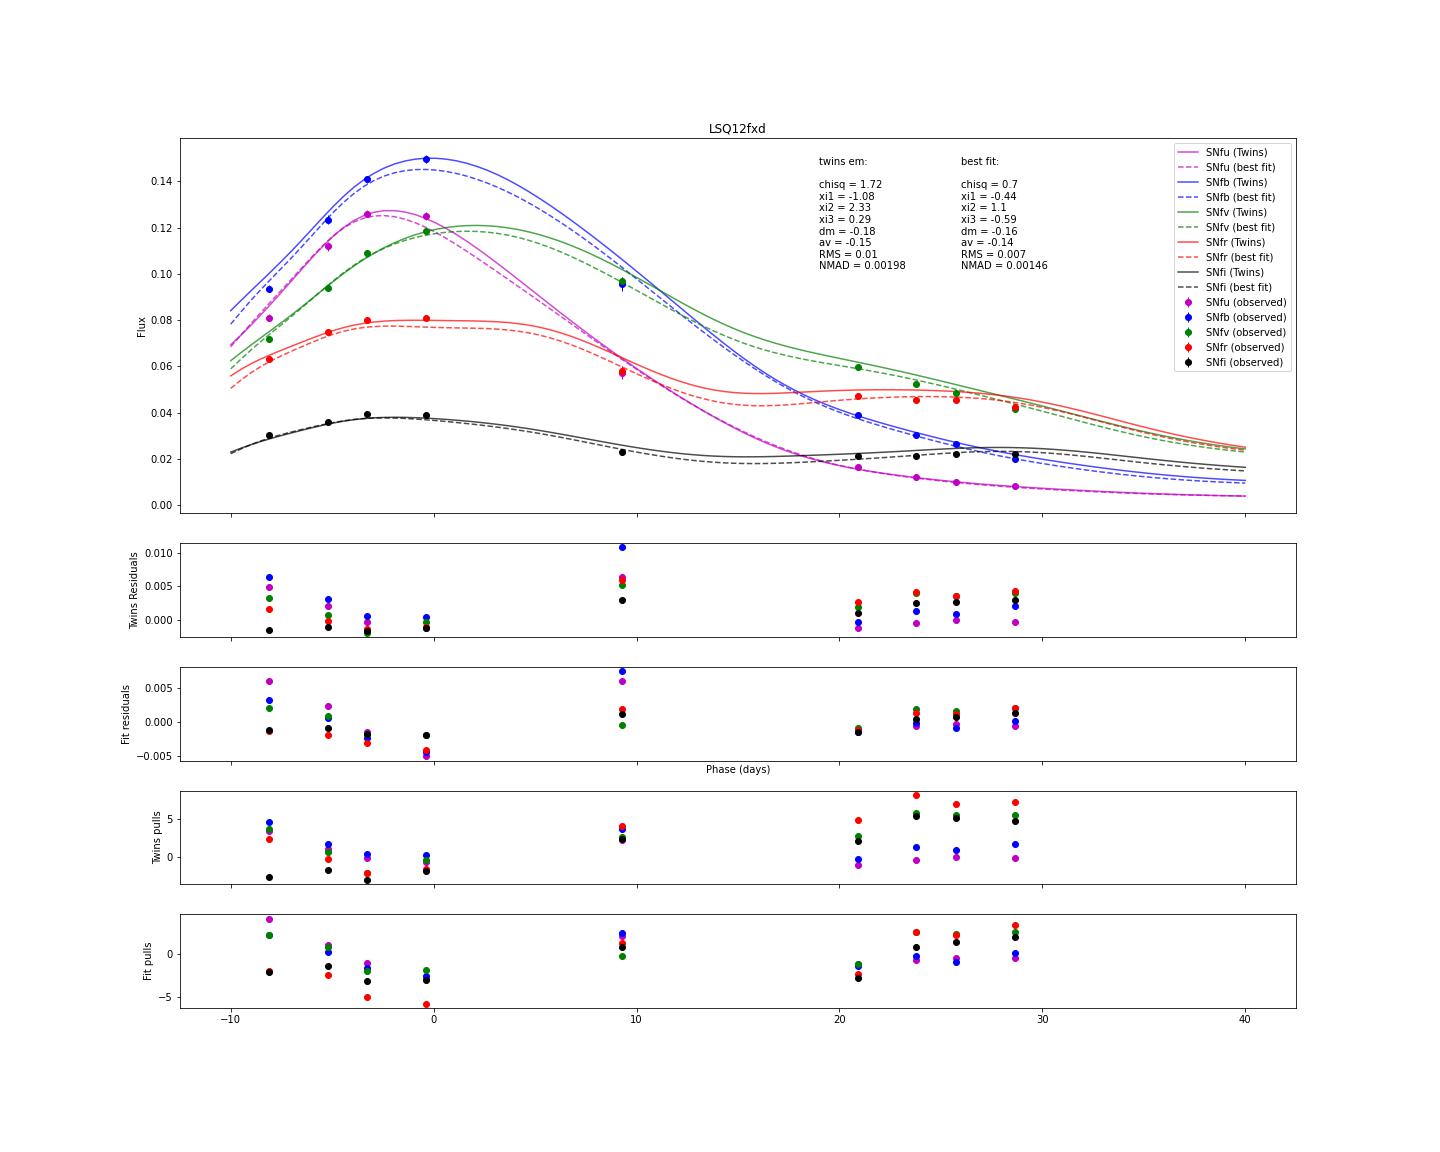 LSQ12fxd
Flux
0.14
0.12
0.10
0.08
0.06
0.04
0.02
0.00
twins em:
chisq = 1.72
xi1 = -1.08
xi2 = 2.33
xi3 = 0.29
dm = -0.18
av = -0.15
RMS = 0.01
NMAD = 0.00198
best fit:
chisq = 0.7
xi1 = -0.44
xi2 = 1.1
xi3 = -0.59
dm = -0.16
av = -0.14
RMS = 0.007
NMAD = 0.00146
SNfu (Twins)
SNfu (best fit)
SNfb (Twins)
SNfb (best fit)
SNfv (Twins)
SNfv (best fit)
SNfr (Twins)
SNfr (best fit)
SNfi (Twins)
SNfi (best fit)
SNfu (observed)
SNfb (observed)
SNfv (observed)
SNfr (observed)
SNfi (observed)
Twins Residuals
0.010
0.005
0.000
Fit residuals
0.005
0.000
−0.005
Phase (days)
Twins pulls
5
0
Fit pulls
0
−5
−10
0
10
20
30
40